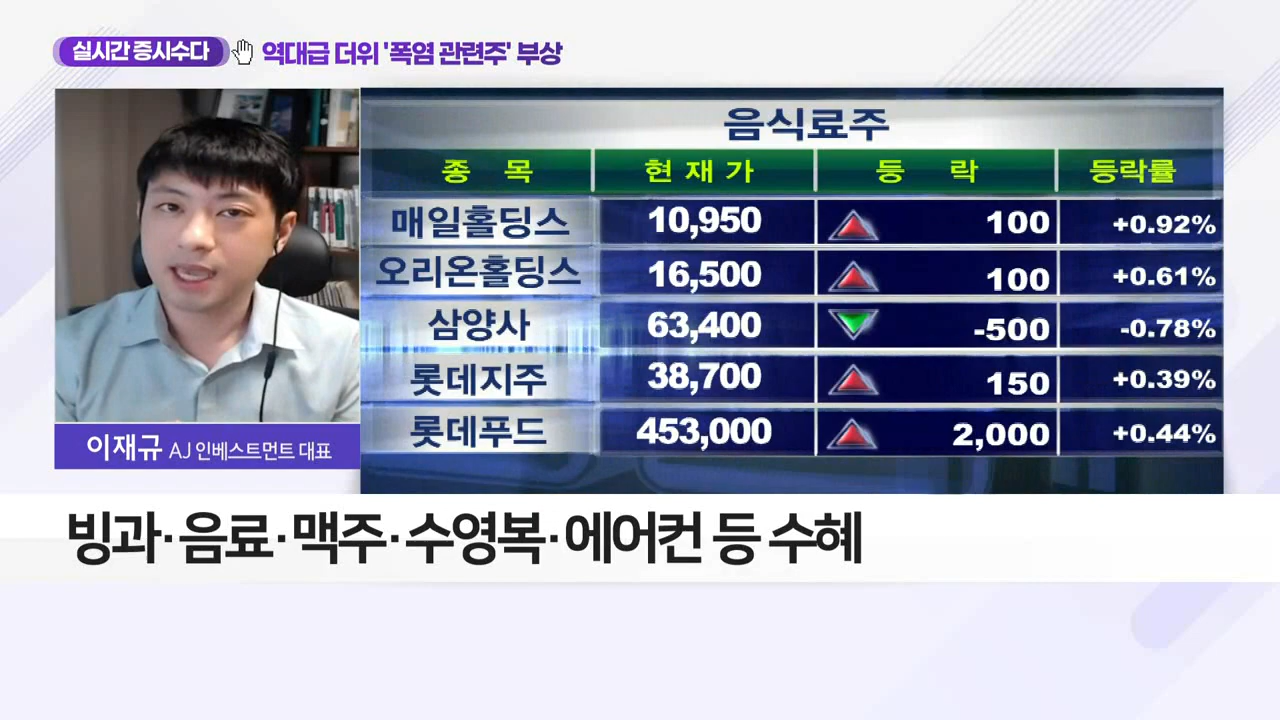 실시간 증시수다 역대급 더위 '폭염 관련주' 부상
음식료주
종 목 현재가 등 락 등락률
매일홀딩스 10,950 ▲ 100 +0.92%
오리온홀딩스 16,500 ▲ 100 +0.61%
삼양사 63,400 ▼ -500 -0.78%
롯데지주 38,700 ▲ 150 +0.39%
롯데푸드 453,000 ▲ 2,000 +0.44%
이재규 AJ 인베스트먼트 대표
빙과·음료·맥주·수영복·에어컨 등 수혜